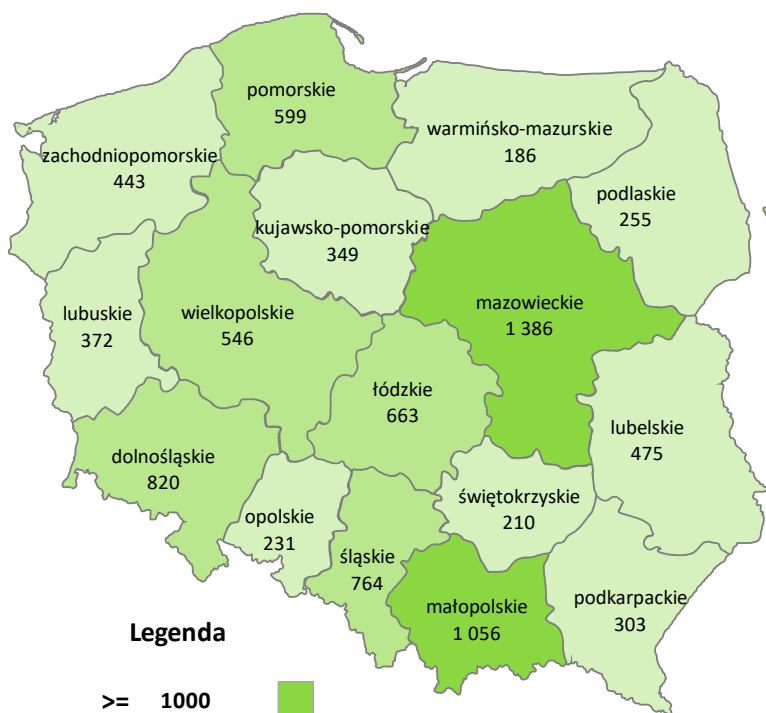 pomorskie
599
warmińsko-mazurskie
186
zachodniopomorskie
443
podlaskie
255
kujawsko-pomorskie
349
mazowieckie
1 386
wielkopolskie
546
lubuskie
372
łódzkie
663
lubelskie
475
dolnośląskie
820
świętokrzyskie
210
opolskie
231
śląskie
764
małopolskie
1 056
podkarpackie
303
Legenda
>= 1000